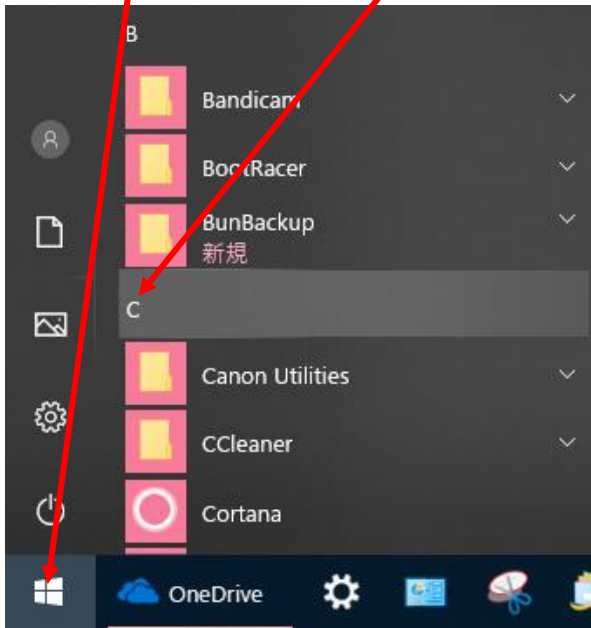 B
Bandicam
BootRacer
BunBackup
新規
C
Canon Utilities
CCleaner
Cortana
OneDrive